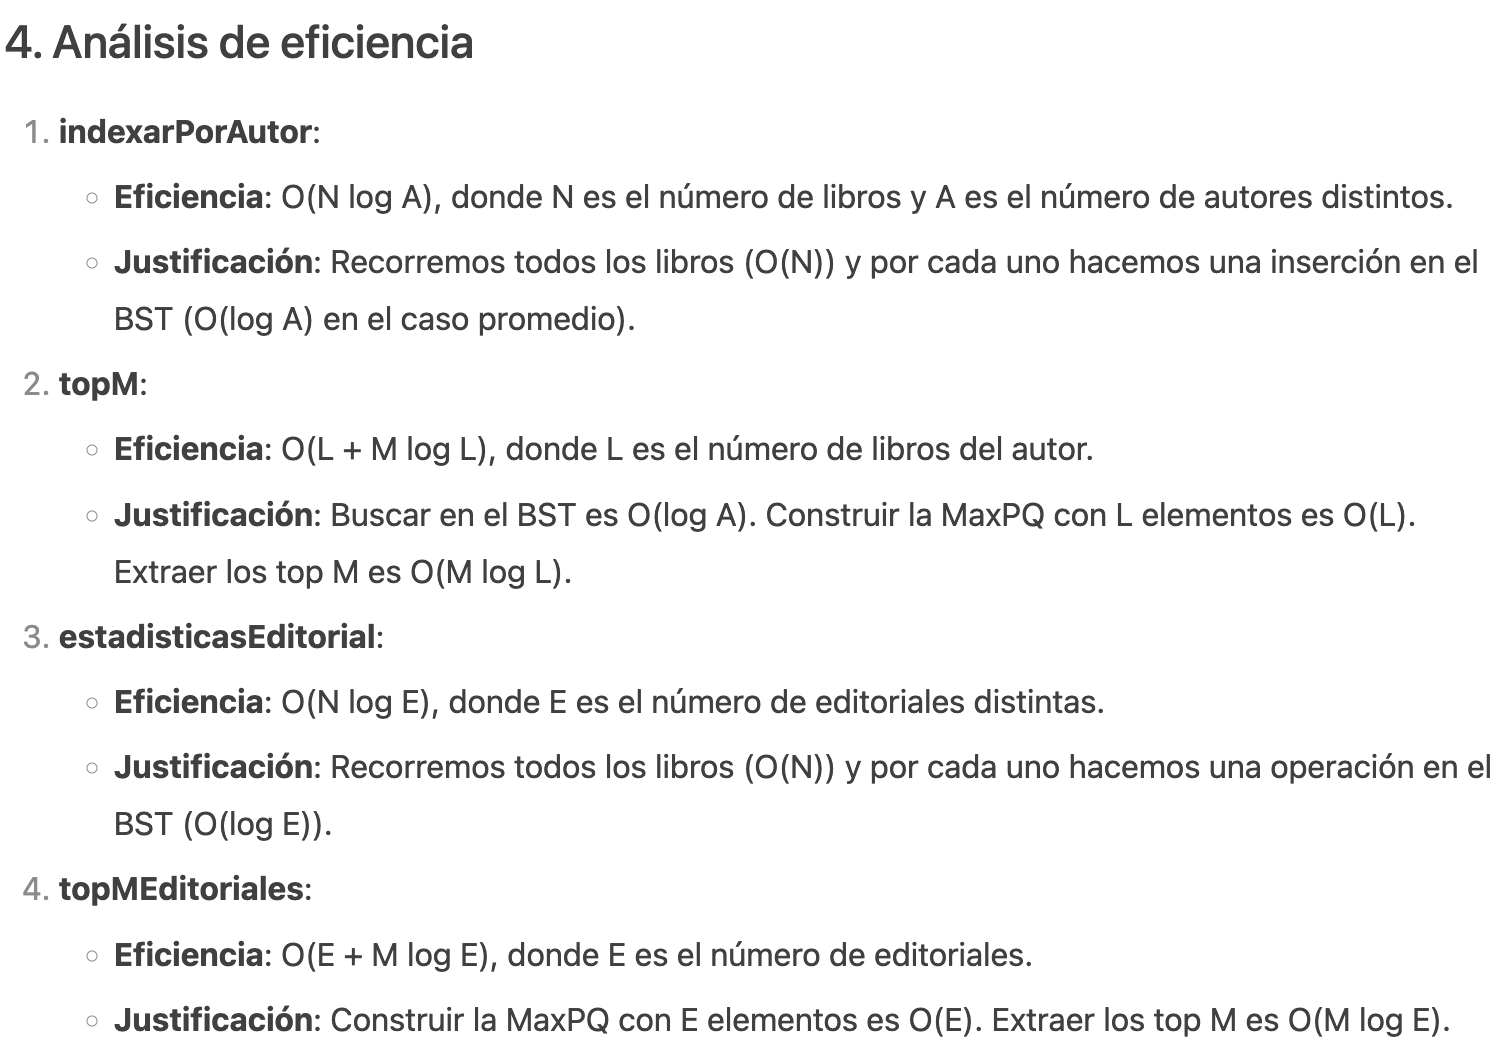 4. Análisis de eficiencia
1. indexarPorAutor:
○ Eficiencia: O(N log A), donde N es el número de libros y A es el número de autores distintos.
○ Justificación: Recorremos todos los libros (O(N)) y por cada uno hacemos una inserción en el
BST (O(log A) en el caso promedio).
2. topM:
○ Eficiencia: O(L + M log L), donde L es el número de libros del autor.
○ Justificación: Buscar en el BST es O(log A). Construir la MaxPQ con L elementos es O(L).
Extraer los top M es O(M log L).
3. estadisticasEditorial:
○ Eficiencia: O(N log E), donde E es el número de editoriales distintas.
○ Justificación: Recorremos todos los libros (O(N)) y por cada uno hacemos una operación en el
BST (O(log E)).
4. topMEditoriales:
○ Eficiencia: O(E + M log E), donde E es el número de editoriales.
○ Justificación: Construir la MaxPQ con E elementos es O(E). Extraer los top M es O(M log E).